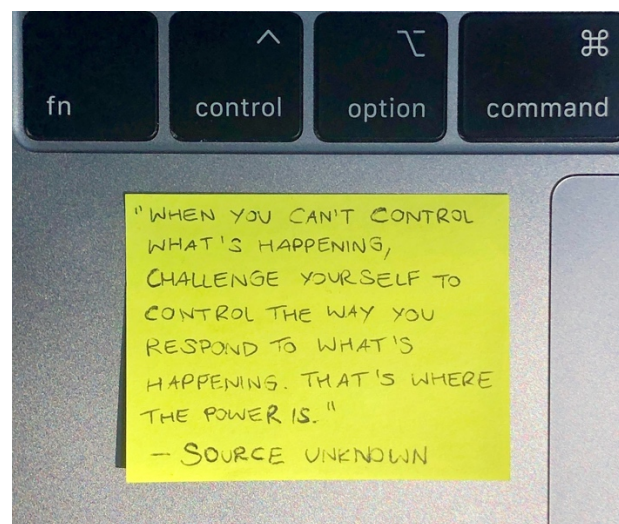 fn control option command
"WHEN YOU CAN'T CONTROL
WHAT'S HAPPENING,
CHALLENGE YOURSELF TO
CONTROL THE WAY YOU
RESPOND TO WHAT'S
HAPPENING. THAT'S WHERE
THE POWER IS."
— SOURCE UNKNOWN